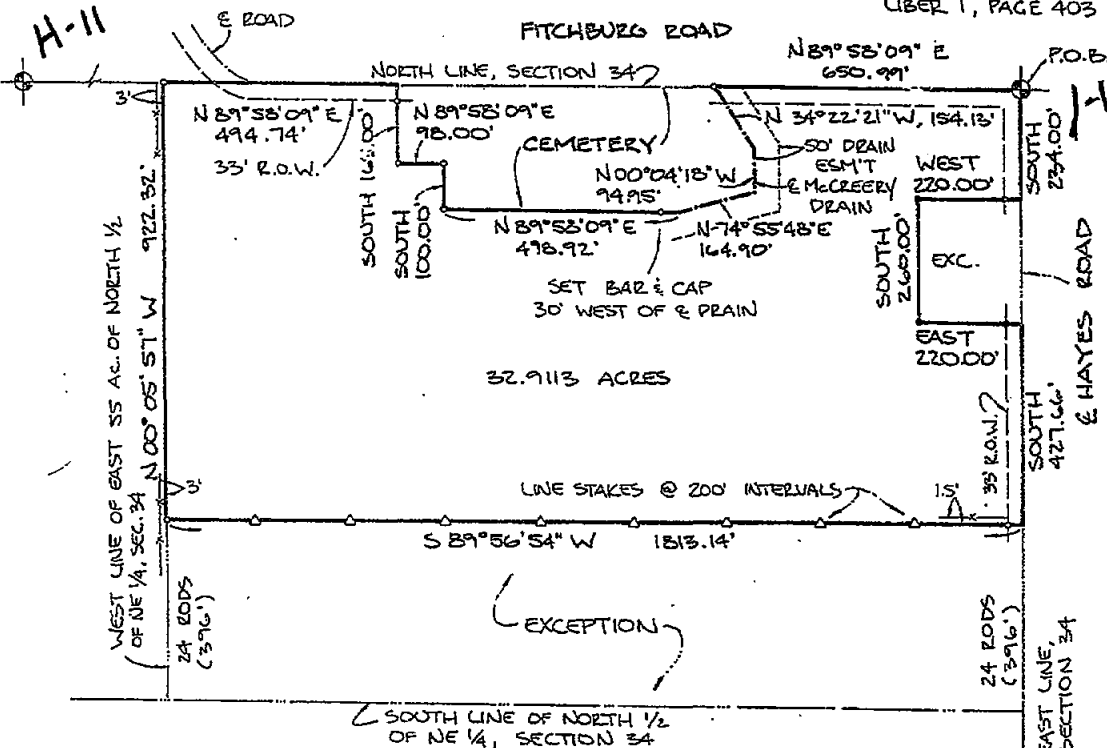 LIBER 1, PAGE 403
H-11
℄ ROAD
FITCHBURG ROAD
N 89° 58' 09" E
650.99'
P.O.B.
NORTH LINE, SECTION 34
3'
N 89° 58' 09" E
494.74'
33' R.O.W.
N 89° 58' 09" E
98.00'
CEMETERY
N 34° 22' 21" W, 154.13'
50' DRAIN
ESM'T
℄ McCREERY
DRAIN
N 00° 04' 18" W
94.95'
WEST
220.00'
SOUTH
234.00'
SOUTH
100.00'
N 89° 58' 09" E
498.92'
N-74° 55' 48" E
164.90'
SOUTH
260.00'
EXC.
SET BAR & CAP
30' WEST OF ℄ DRAIN
EAST
220.00'
℄ HAYES ROAD
32.9113 ACRES
WEST LINE OF EAST 55 AC. OF NORTH 1/2
OF NE 1/4, SEC. 34
N 00° 05' 57" W 922.32'
3'
LINE STAKES @ 200' INTERVALS
1.5'
33' R.O.W.
SOUTH
427.66'
S 89° 56' 54" W 1813.14'
24 RODS
(396')
EXCEPTION
24 RODS
(396')
EAST LINE,
SECTION 34
SOUTH LINE OF NORTH 1/2
OF NE 1/4, SECTION 34